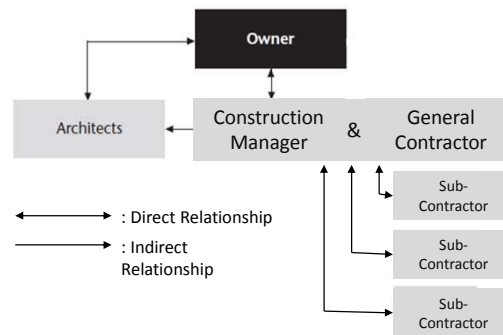 Owner
Architects
Construction
Manager
&
General
Contractor
Sub-
Contractor
Sub-
Contractor
Sub-
Contractor
: Direct Relationship
: Indirect
Relationship